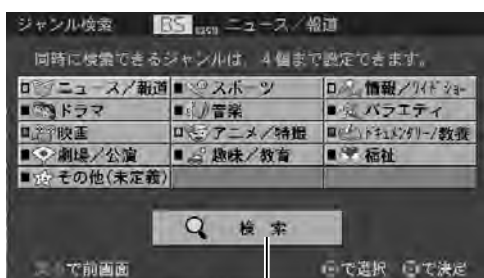 ジャンル検索 BS ニュース/報道
同時に検索できるジャンルは、4個まで設定できます。
ニュース/報道 スポーツ 情報/ワイドショー
ドラマ 音楽 バラエティ
映画 アニメ/特撮 ドキュメンタリー/教養
劇場/公演 趣味/教育 福祉
その他(未定義)
検索
で前画面 で選択 で決定